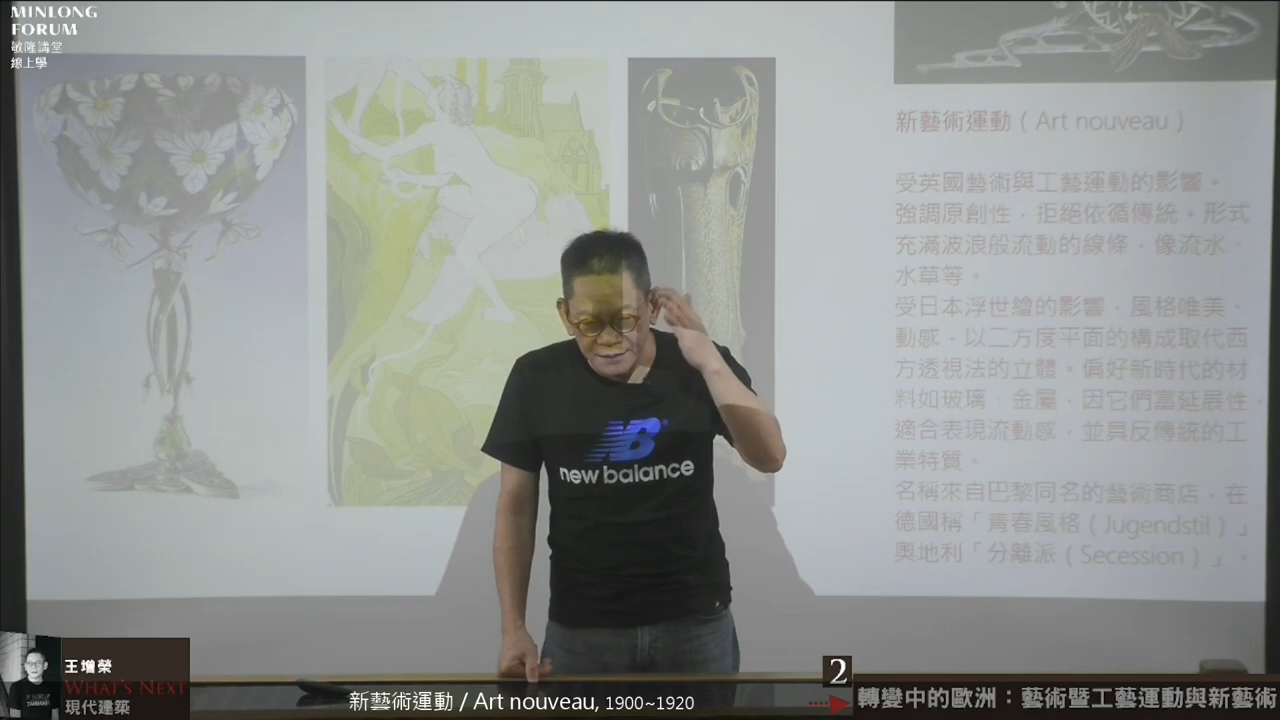 MINLONG
FORUM
敏隆講堂
線上學
新藝術運動（Art nouveau）
受英國藝術與工藝運動的影響。
強調原創性，拒絕依循傳統。形式
充滿波浪般流動的線條，像流水、
水草等。
受日本浮世繪的影響，風格唯美、
動感，以二方度平面的構成取代西
方透視法的立體。偏好新時代的材
料如玻璃、金屬，因它們富延展性，
適合表現流動感，並具反傳統的工
業特質。
名稱來自巴黎同名的藝術商店，在
德國稱「青春風格（Jugendstil）」
奧地利「分離派（Secession）」。
NB
new balance
王增榮
WHAT'S NEXT
現代建築
新藝術運動 / Art nouveau, 1900~1920
2
轉變中的歐洲：藝術暨工藝運動與新藝術